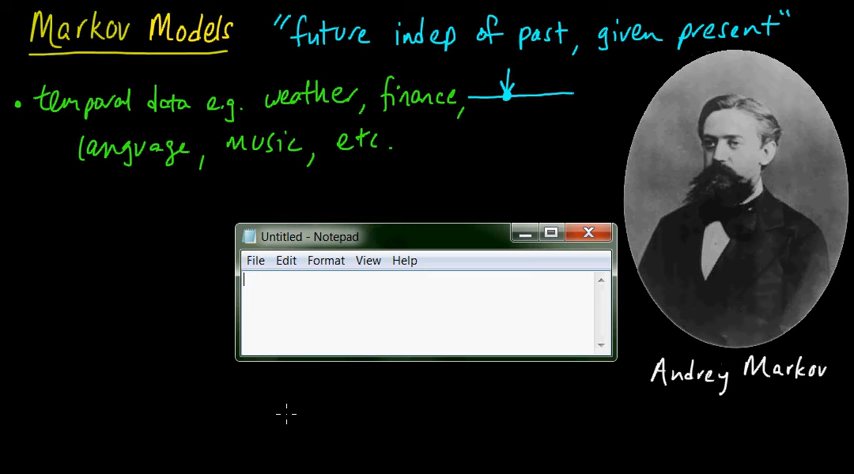 Markov Models "future indep of past, given present"
• temporal data e.g. weather, finance,
language, music, etc.
Untitled - Notepad
File Edit Format View Help
Andrey Markov